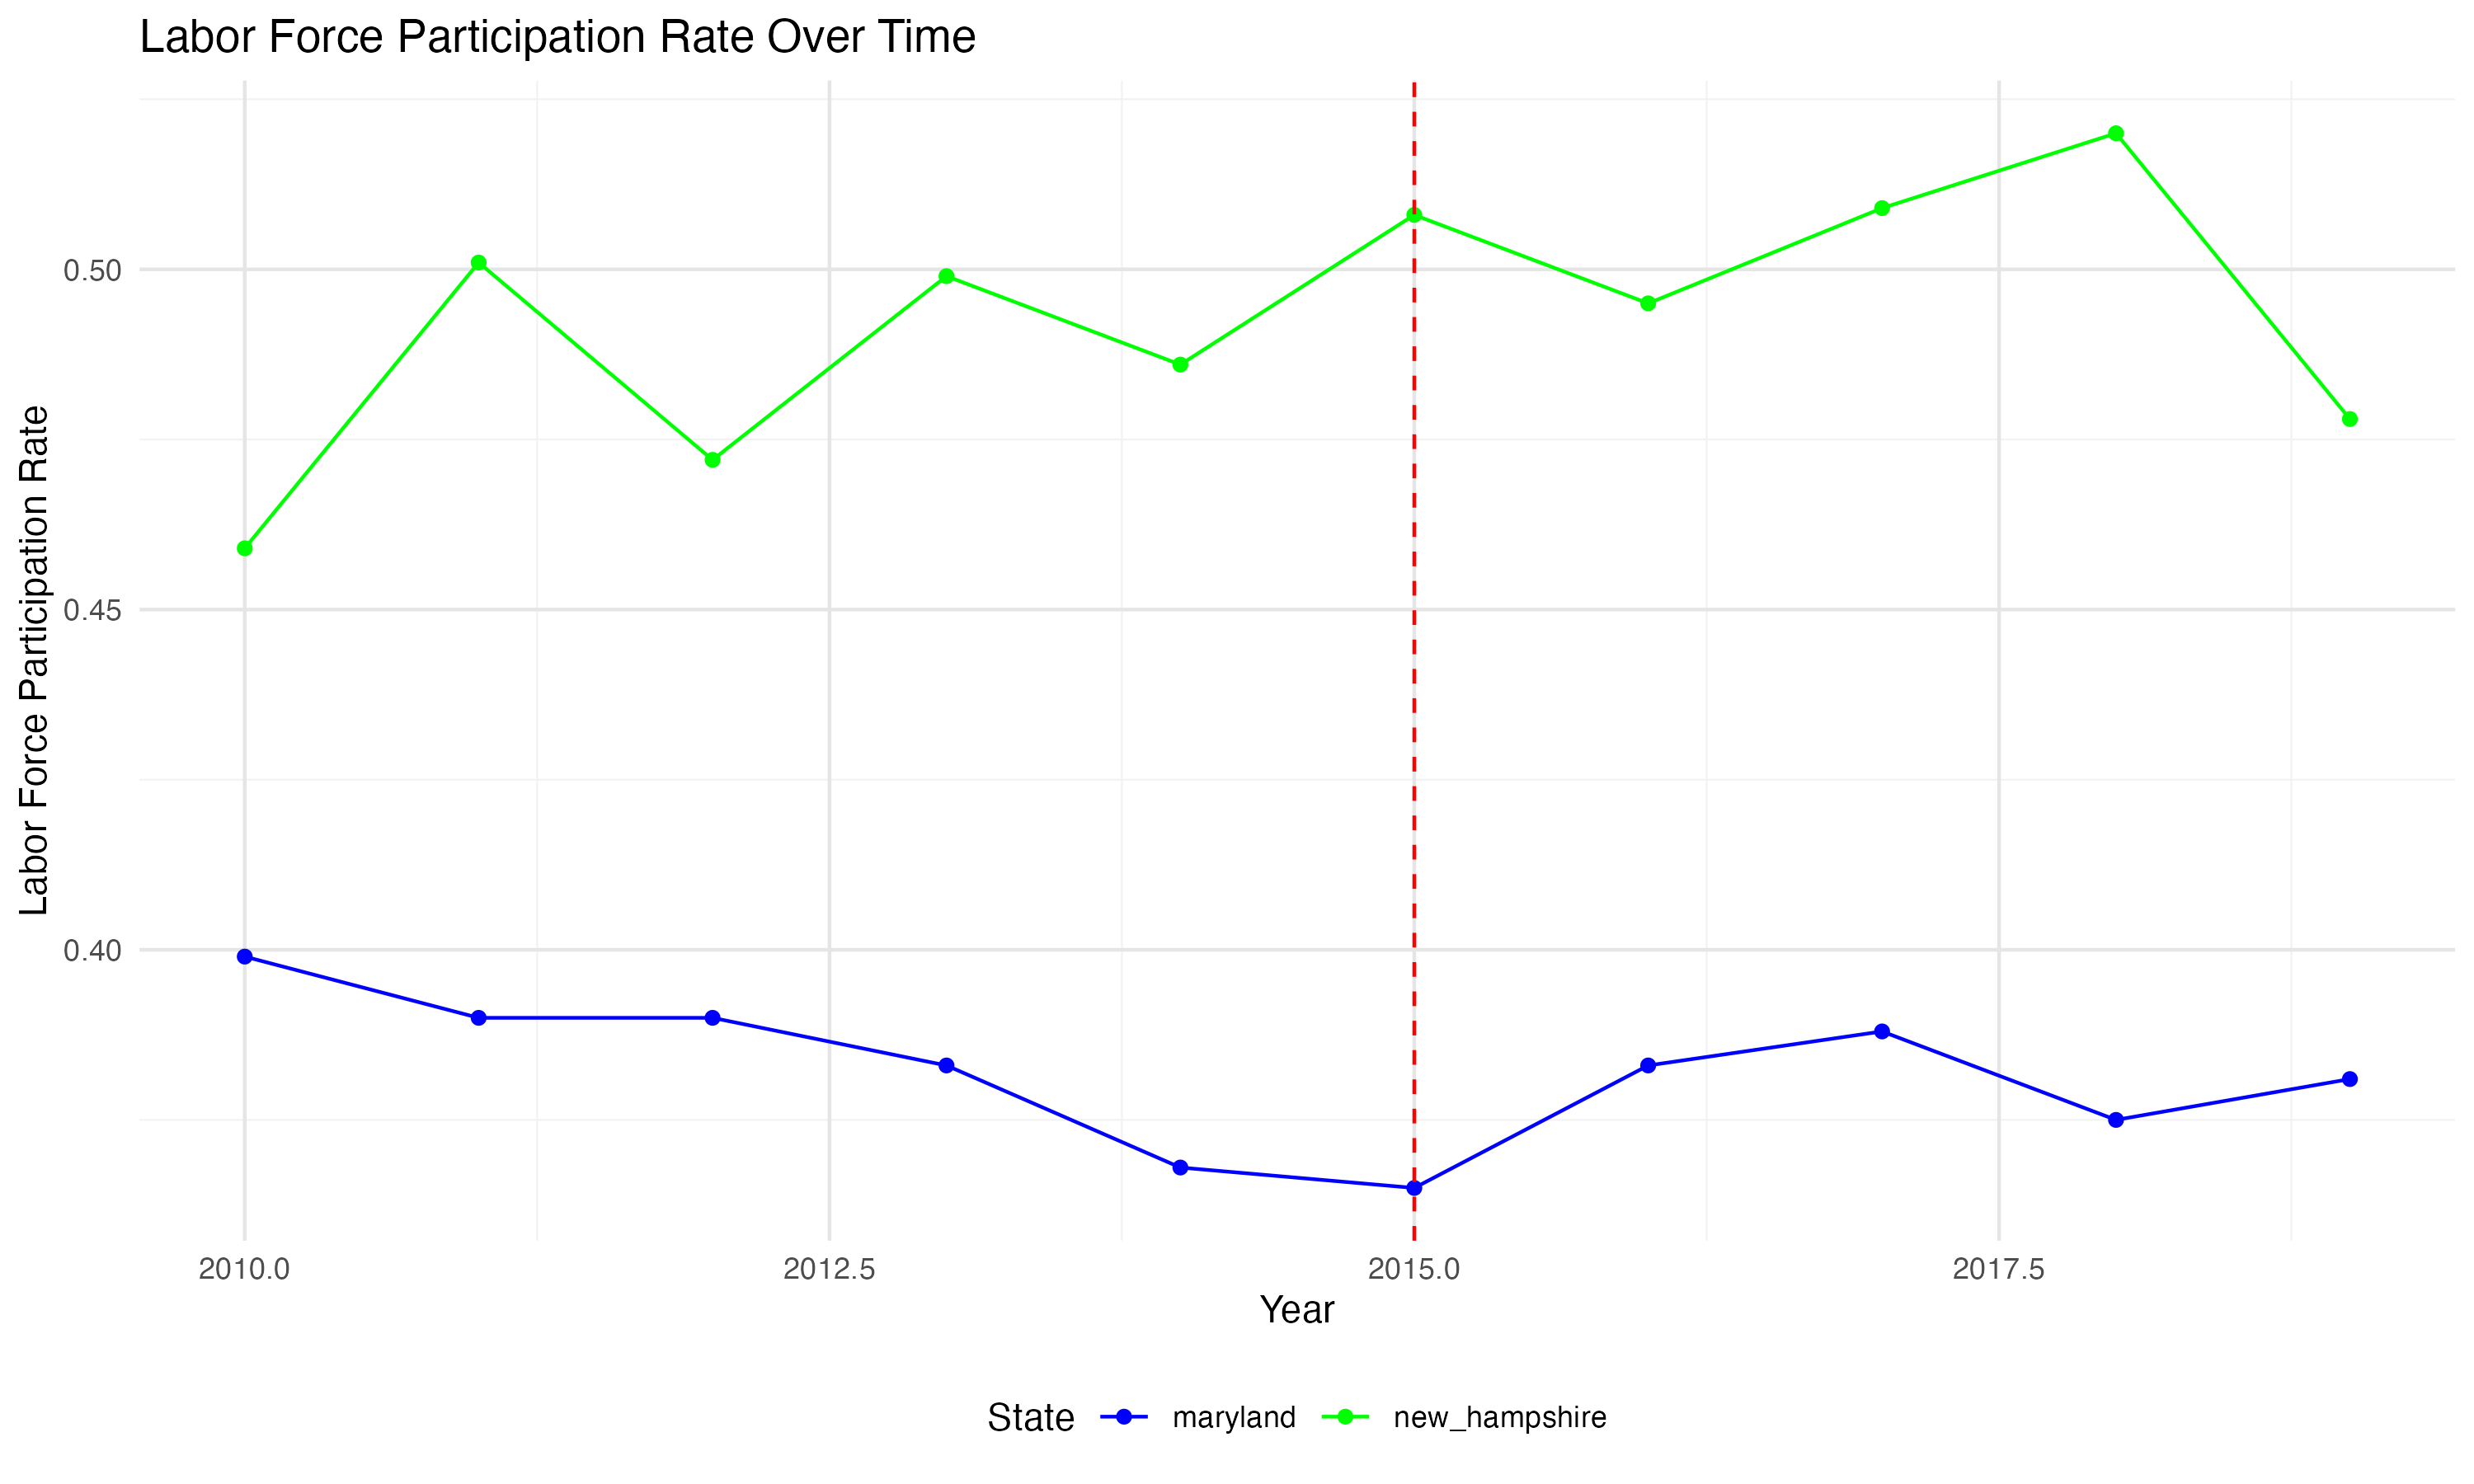 Labor Force Participation Rate Over Time
Labor Force Participation Rate
0.50
0.45
0.40
2010.0 2012.5 2015.0 2017.5
Year
State maryland new_hampshire